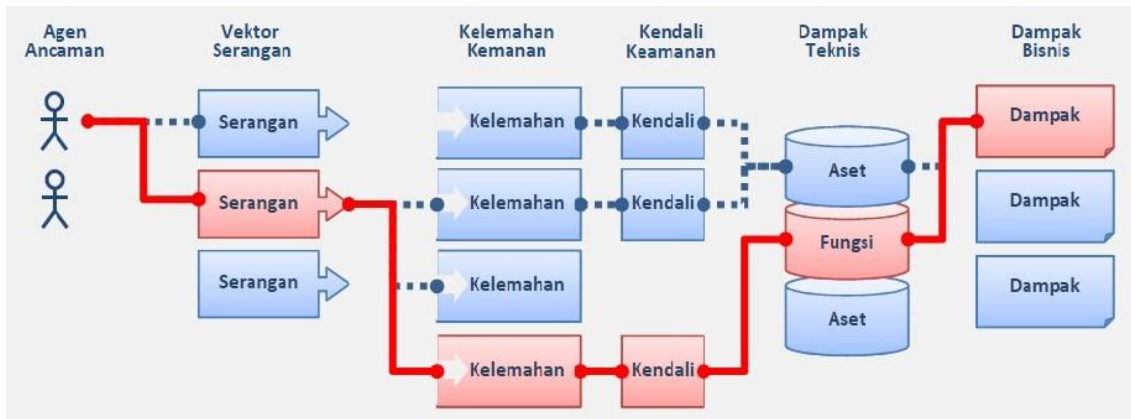 Agen
Ancaman
Vektor
Serangan
Kelemahan
Kemanan
Kendali
Keamanan
Dampak
Teknis
Dampak
Bisnis
Serangan
Kelemahan
Kendali
Dampak
Aset
Serangan
Kelemahan
Kendali
Dampak
Fungsi
Serangan
Kelemahan
Dampak
Aset
Kelemahan
Kendali